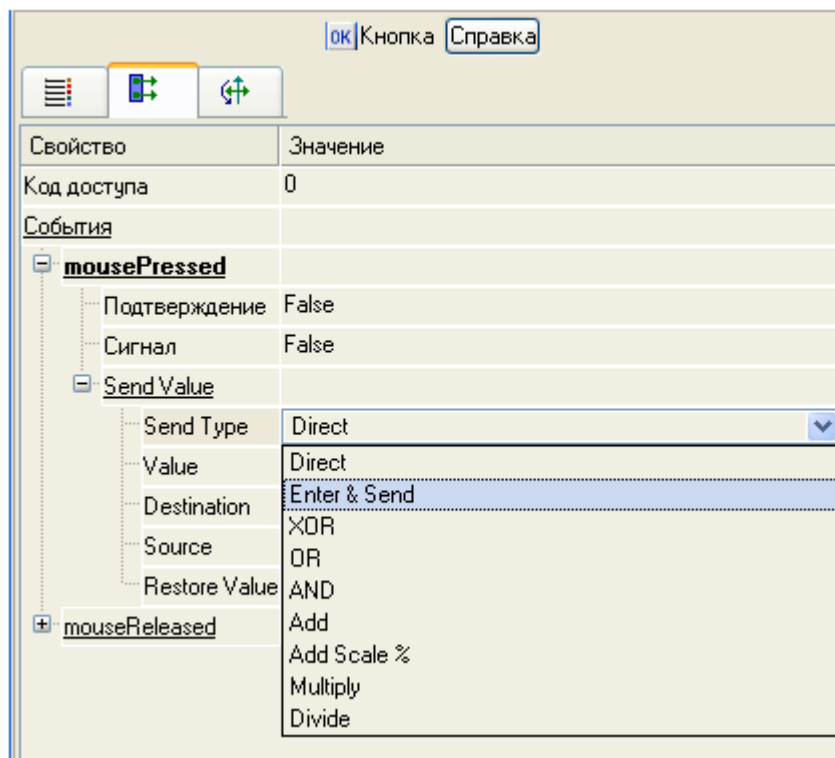 OK Кнопка Справка
Свойство Значение
Код доступа 0
События
mousePressed
Подтверждение False
Сигнал False
Send Value
Send Type Direct
Value Direct
Enter & Send
Destination
XOR
Source OR
Restore Value AND
mouseReleased Add
Add Scale %
Multiply
Divide